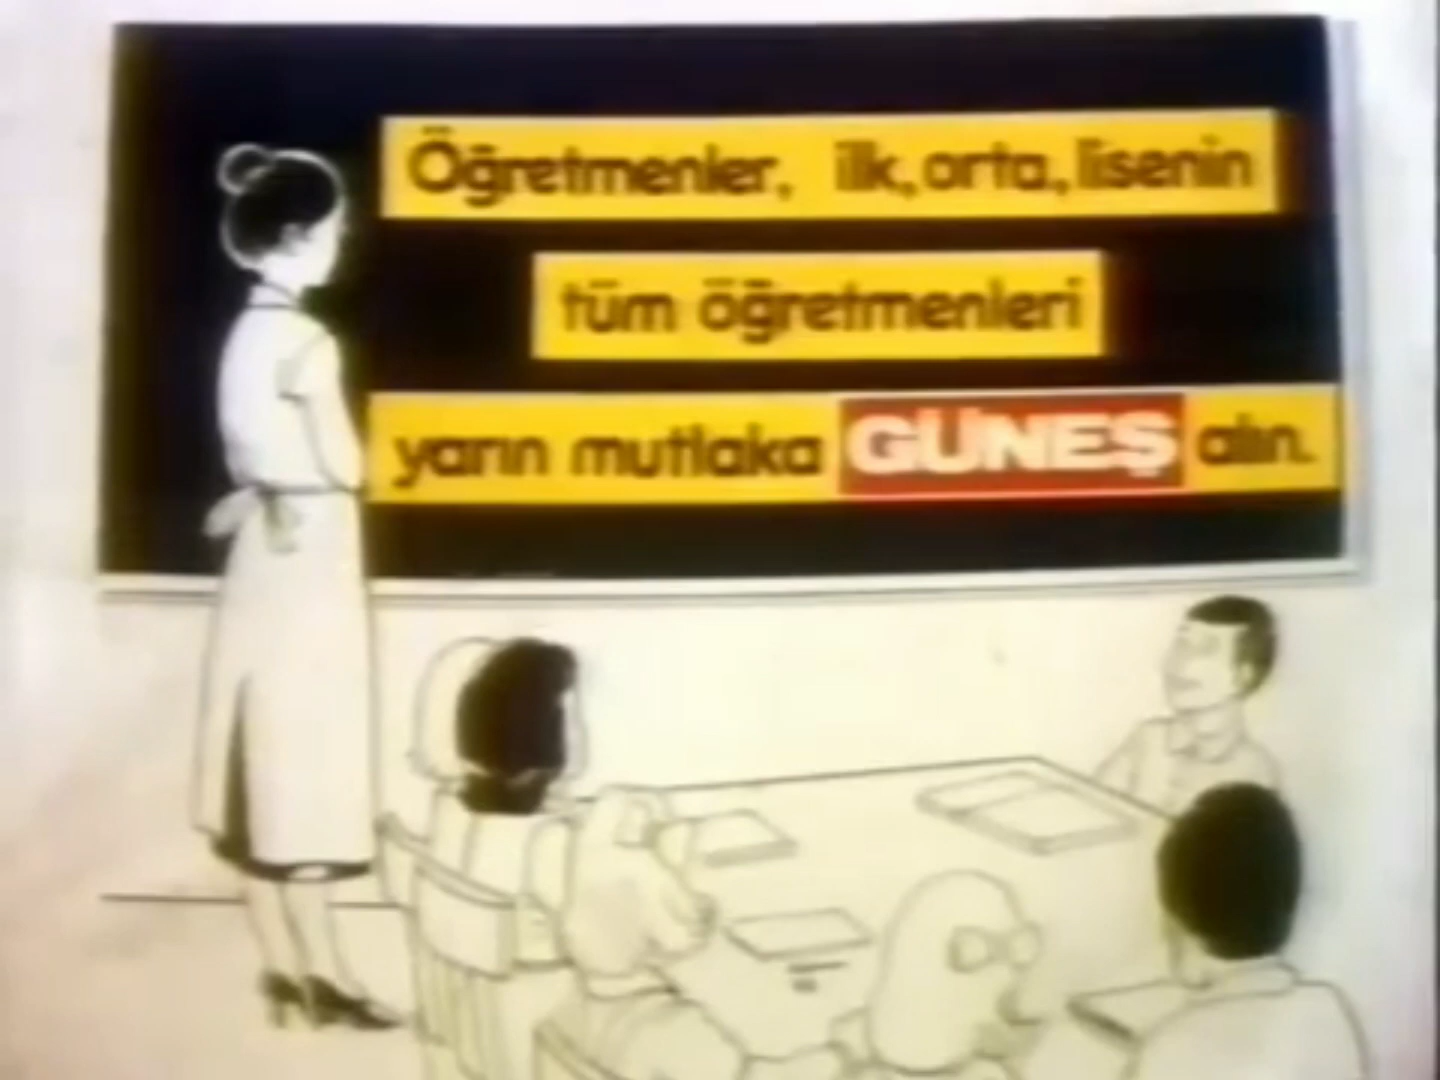 Öğretmenler, ilk, orta, lisenin
tüm öğretmenleri
yarın mutlaka GÜNEŞ alın.